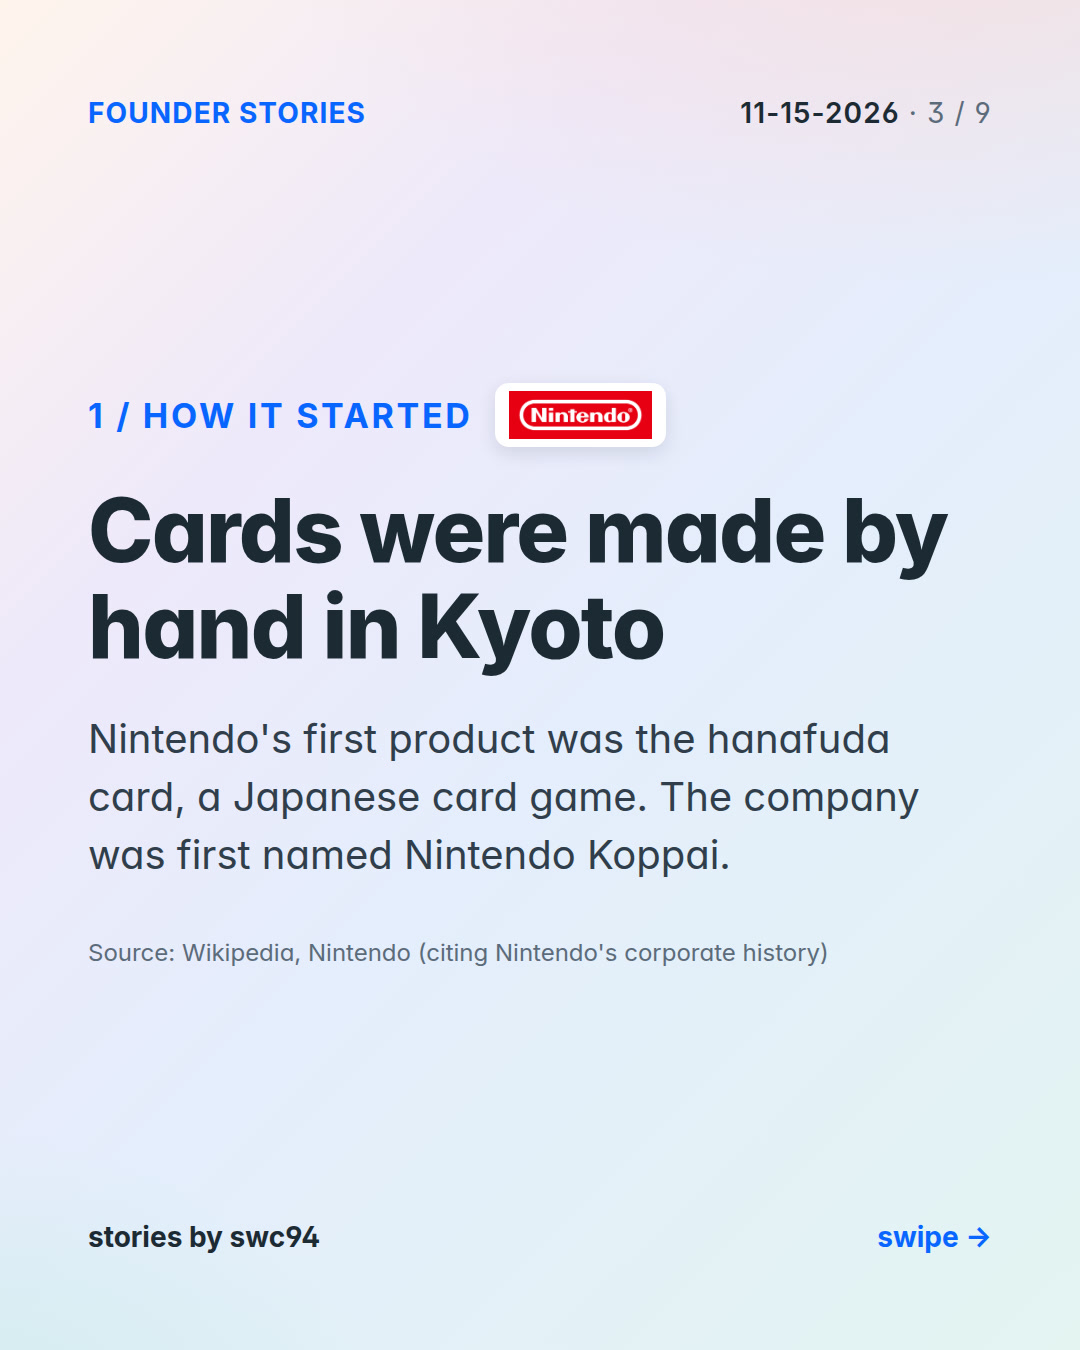 FOUNDER STORIES
11-15-2026 · 3 / 9
1 / HOW IT STARTED
Nintendo®
Cards were made by
hand in Kyoto
Nintendo's first product was the hanafuda
card, a Japanese card game. The company
was first named Nintendo Koppai.
Source: Wikipedia, Nintendo (citing Nintendo's corporate history)
stories by swc94
swipe →